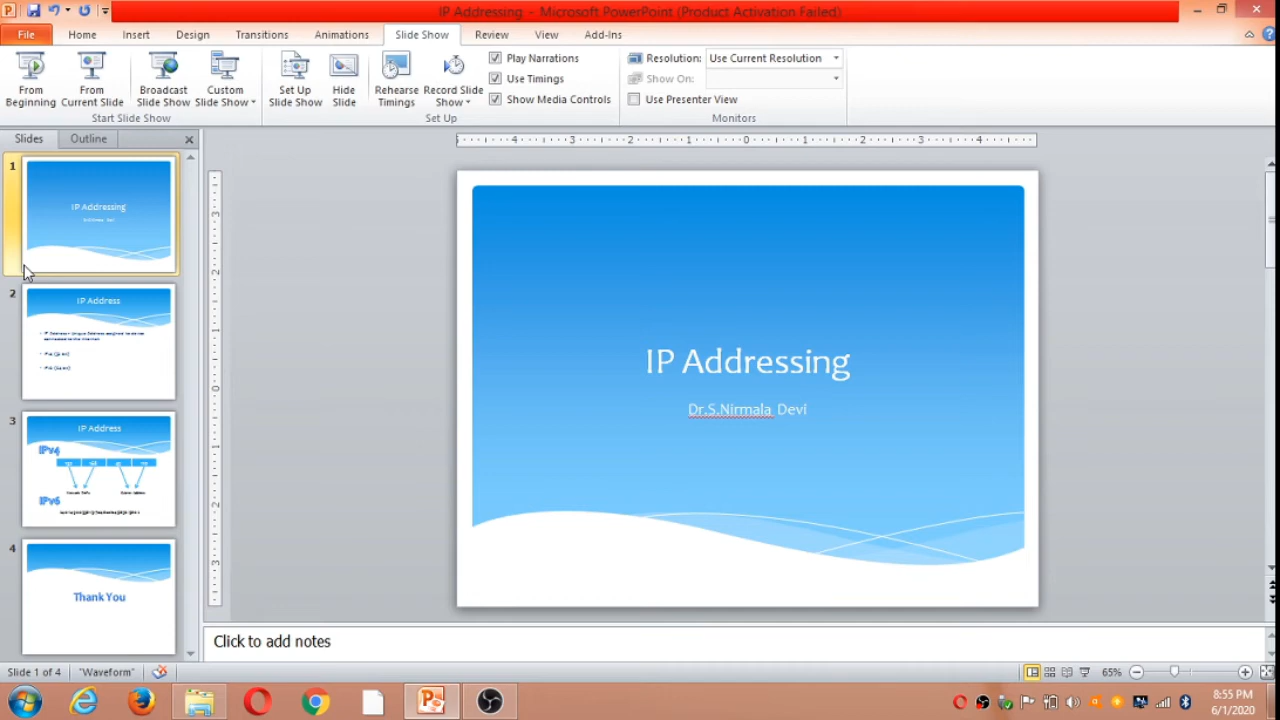 IP Addressing - Microsoft PowerPoint (Product Activation Failed)
File Home Insert Design Transitions Animations Slide Show Review View Add-Ins
From Beginning
From Current Slide
Broadcast Slide Show
Custom Slide Show
Set Up Slide Show
Hide Slide
Rehearse Timings
Record Slide Show
Play Narrations
Use Timings
Show Media Controls
Resolution: Use Current Resolution
Show On:
Use Presenter View
Start Slide Show
Set Up
Monitors
Slides Outline
1
IP Addressing
2
IP Address
3
IP Address
IPv4
IPv6
4
Thank You
IP Addressing
Dr.S.Nirmala Devi
Click to add notes
Slide 1 of 4 "Waveform"
65%
8:55 PM
6/1/2020